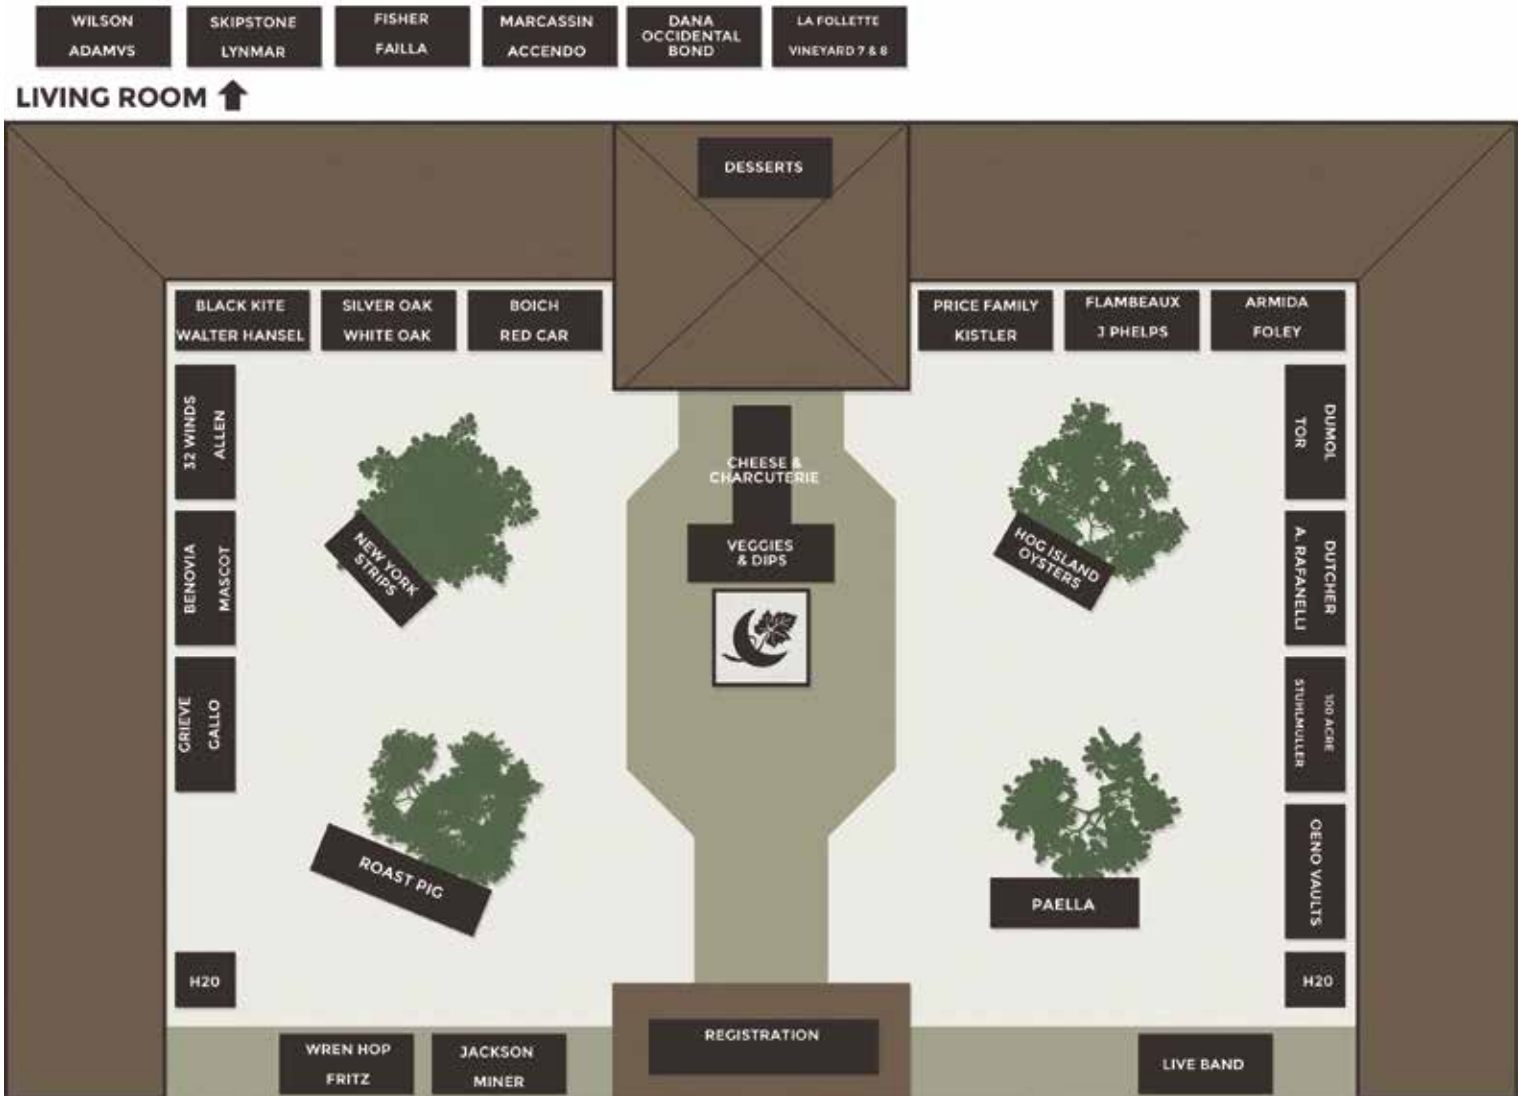 WILSON
ADAMVS
SKIPSTONE
LYNMAR
FISHER
FAILLA
MARCASSIN
ACCENDO
DANA
OCCIDENTAL
BOND
LA FOLLETTE
VINEYARD 7 & 8
LIVING ROOM
DESSERTS
BLACK KITE
WALTER HANSEL
SILVER OAK
WHITE OAK
BOICH
RED CAR
PRICE FAMILY
KISTLER
FLAMBEAUX
J PHELPS
ARMIDA
FOLEY
32 WINDS
ALLEN
BENOVIA
MASCOT
GRIEVE
GALLO
NEW YORK
STRIPS
CHEESE &
CHARCUTERIE
VEGGIES
& DIPS
HOG ISLAND
OYSTERS
DUMOL
TOR
DUTCHER
A. RAFANELLI
100 ACRE
STUHLMULLER
OENO VAULTS
ROAST PIG
PAELLA
H20
H20
WREN HOP
FRITZ
JACKSON
MINER
REGISTRATION
LIVE BAND